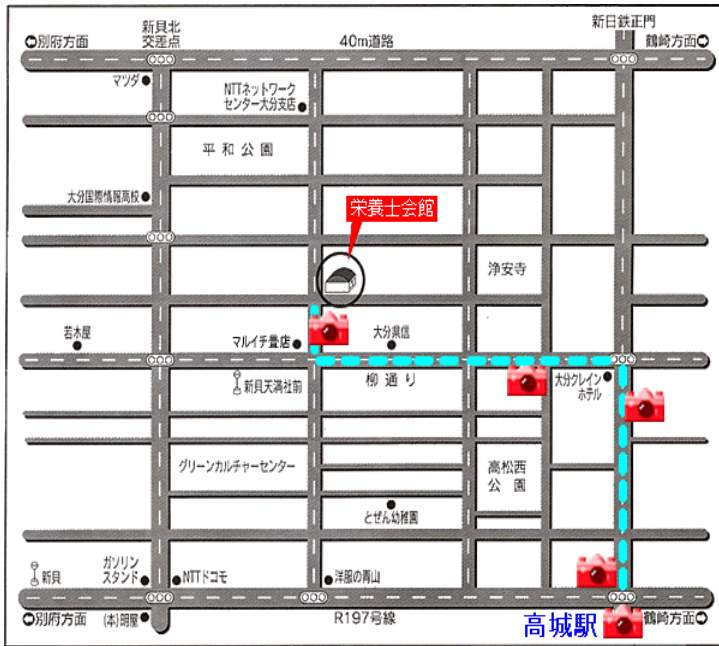 新日鉄正門
新貝北
交差点
別府方面
40m道路
鶴崎方面
マツダ
NTTネットワーク
センター大分支店
平和公園
大分国際情報高校
栄養士会館
浄安寺
若木屋
マルイチ畳店
大分県信
新貝天満社前
柳通り
大分クレイン
ホテル
グリーンカルチャーセンター
高松西
公園
とぜん幼稚園
新貝
ガソリン
スタンド
NTTドコモ
洋服の青山
別府方面
(本)明屋
R197号線
高城駅
鶴崎方面